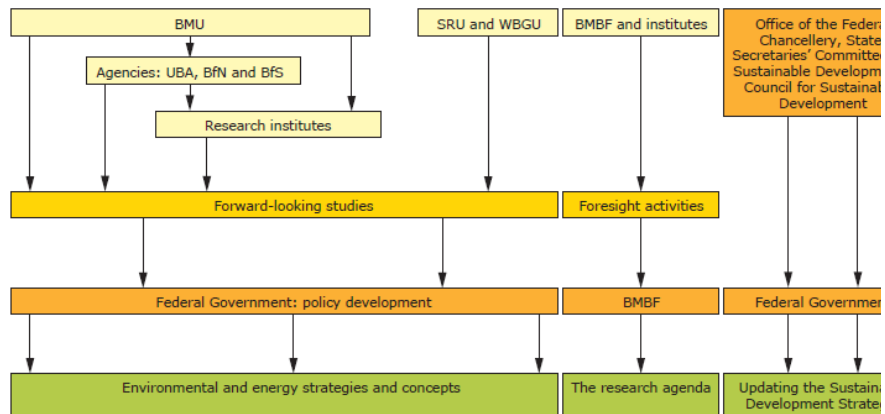 BMU
SRU and WBGU
BMBF and institutes
Office of the Federa
Chancellery, State
Secretaries' Committee
Sustainable Developm
Council for Sustainab
Development
Agencies: UBA, BfN and BfS
Research institutes
Forward-looking studies
Foresight activities
Federal Government: policy development
BMBF
Federal Governmen
Environmental and energy strategies and concepts
The research agenda
Updating the Sustaina
Development Strateg